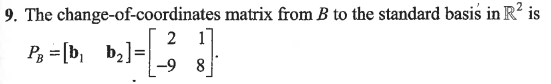 9. The change-of-coordinates matrix from B to the standard basis in ℝ² is
P_B = [b₁ b₂] = [2 1; -9 8].